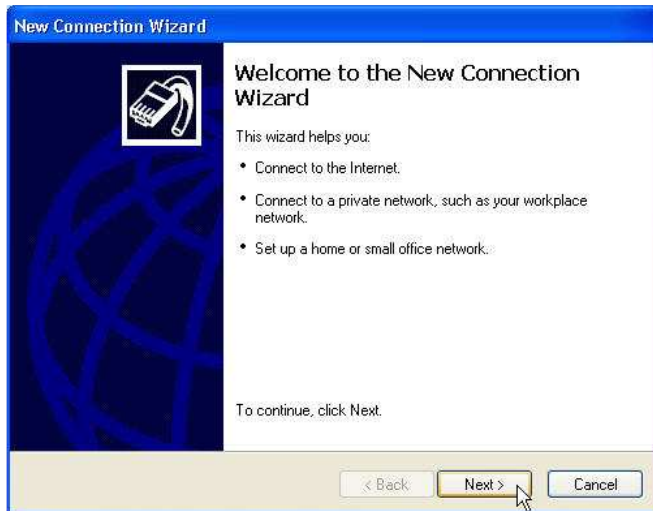 New Connection Wizard
Welcome to the New Connection
Wizard
This wizard helps you:
• Connect to the Internet.
• Connect to a private network, such as your workplace
network.
• Set up a home or small office network.
To continue, click Next.
< Back Next > Cancel